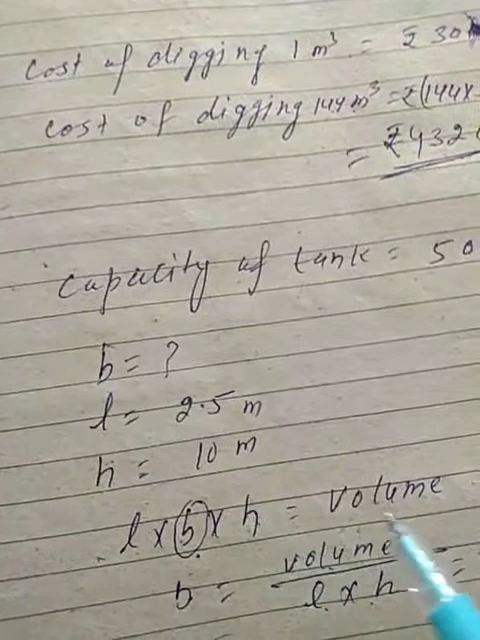 Cost of digging 1 m³ = ₹ 30
Cost of digging 144 m³ = ₹(144×
= ₹432
Capacity of tank = 50
b = ?
l = 2.5 m
h = 10 m
l × b × h = volume
b = volume / l × h =